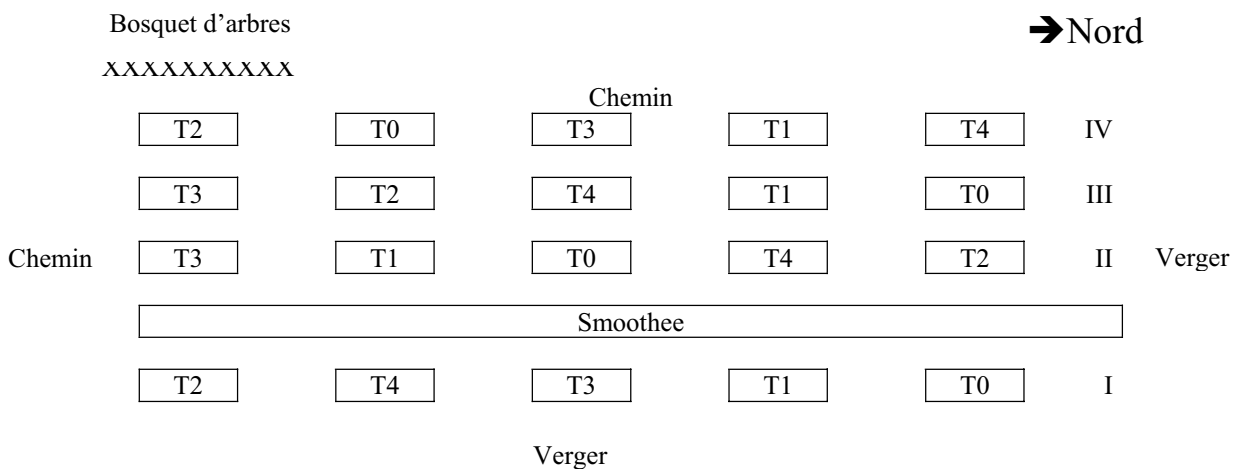 Bosquet d'arbres
➔Nord
XXXXXXXXXX
Chemin
T2 T0 T3 T1 T4 IV
T3 T2 T4 T1 T0 III
Chemin T3 T1 T0 T4 T2 II Verger
Smoothee
T2 T4 T3 T1 T0 I
Verger